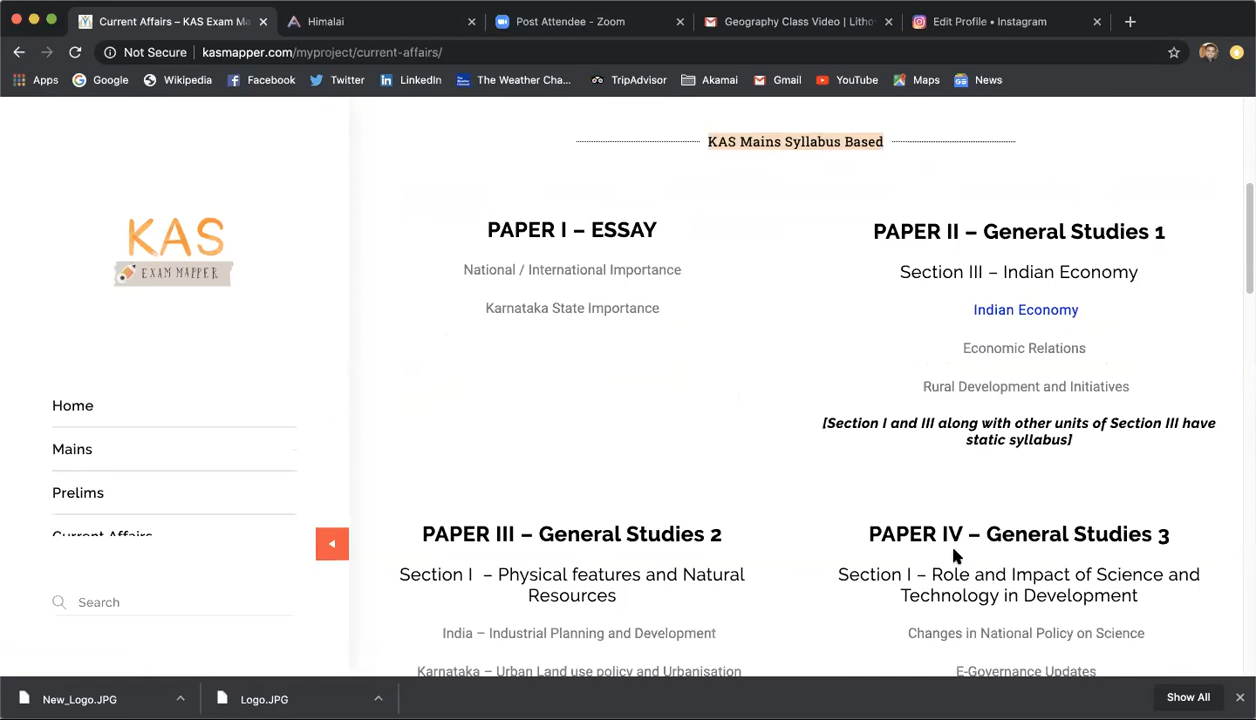 Current Affairs – KAS Exam M
Himalai
Post Attendee - Zoom
Geography Class Video | Litho
Edit Profile • Instagram
Not Secure | kasmapper.com/myproject/current-affairs/
Apps
Google
Wikipedia
Facebook
Twitter
LinkedIn
The Weather Cha...
TripAdvisor
Akamai
Gmail
YouTube
Maps
News
KAS
EXAM MAPPER
Home
Mains
Prelims
Current Affairs
Search
KAS Mains Syllabus Based
PAPER I – ESSAY
National / International Importance
Karnataka State Importance
PAPER II – General Studies 1
Section III – Indian Economy
Indian Economy
Economic Relations
Rural Development and Initiatives
[Section I and III along with other units of Section III have
static syllabus]
PAPER III – General Studies 2
Section I – Physical features and Natural
Resources
India – Industrial Planning and Development
Karnataka – Urban Land use policy and Urbanisation
PAPER IV – General Studies 3
Section I – Role and Impact of Science and
Technology in Development
Changes in National Policy on Science
E-Governance Updates
New_Logo.JPG
Logo.JPG
Show All